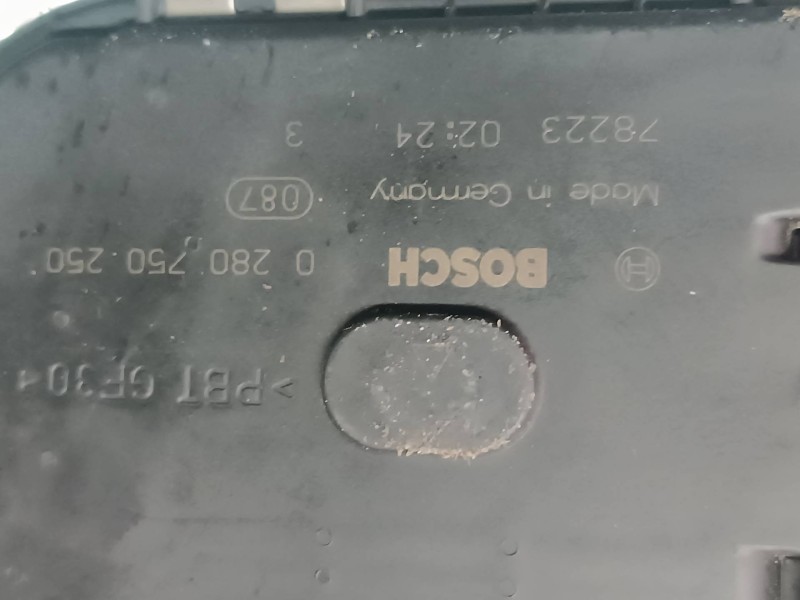 >PBT GF30<
BOSCH 0 280 750 250
Made in Germany 087
78223 02:24 3